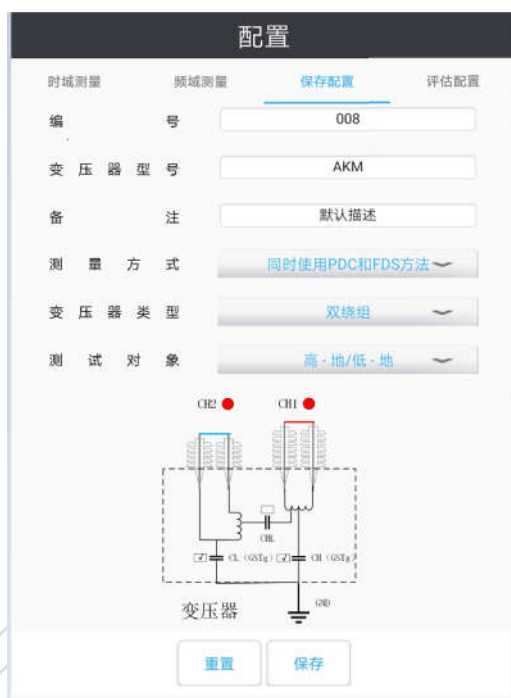 配置
时域测量 频域测量 保存配置 评估配置
编号 008
变压器型号 AKM
备注 默认描述
测量方式 同时使用PDC和FDS方法
变压器类型 双绕组
测试对象 高 - 地/低 - 地
CH2 CH1
CHL
CL (GSTg) CH (GSTg)
变压器 GND
重置 保存